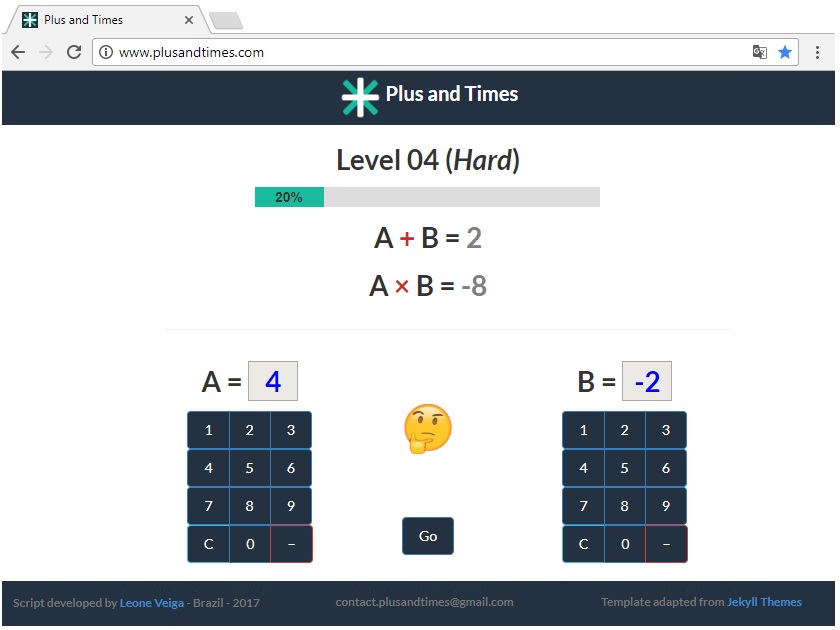 Plus and Times
www.plusandtimes.com
Plus and Times
Level 04 (Hard)
20%
A + B = 2
A × B = -8
A = 4
B = -2
1 2 3
4 5 6
7 8 9
C 0 –
Go
1 2 3
4 5 6
7 8 9
C 0 –
Script developed by Leone Veiga - Brazil - 2017
contact.plusandtimes@gmail.com
Template adapted from Jekyll Themes